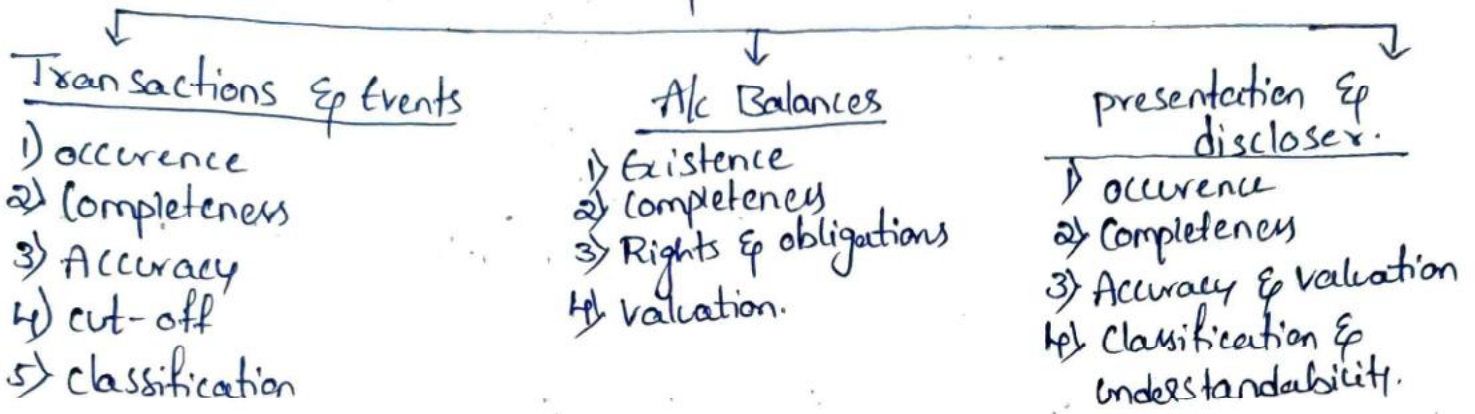 Transactions & Events
1) occurence
2) Completeness
3) Accuracy
4) cut-off
5) classification
A/c Balances
1) Existence
2) Completeness
3) Rights & obligations
4) valuation.
presentation &
discloser.
1) occurence
2) Completeness
3) Accuracy & valuation
4) Classification &
understandability.